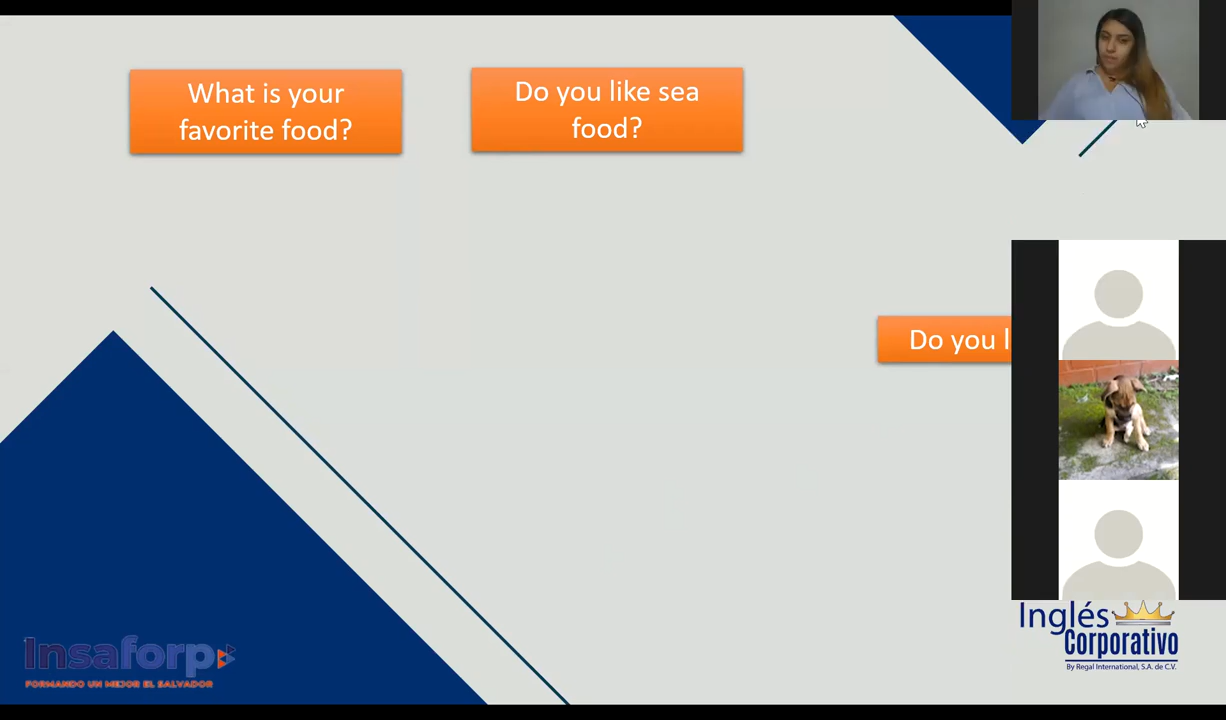 What is your
favorite food?
Do you like sea
food?
Do you l
Insaforp
FORMANDO UN MEJOR EL SALVADOR
Inglés
Corporativo
By Regal International, S.A. de C.V.